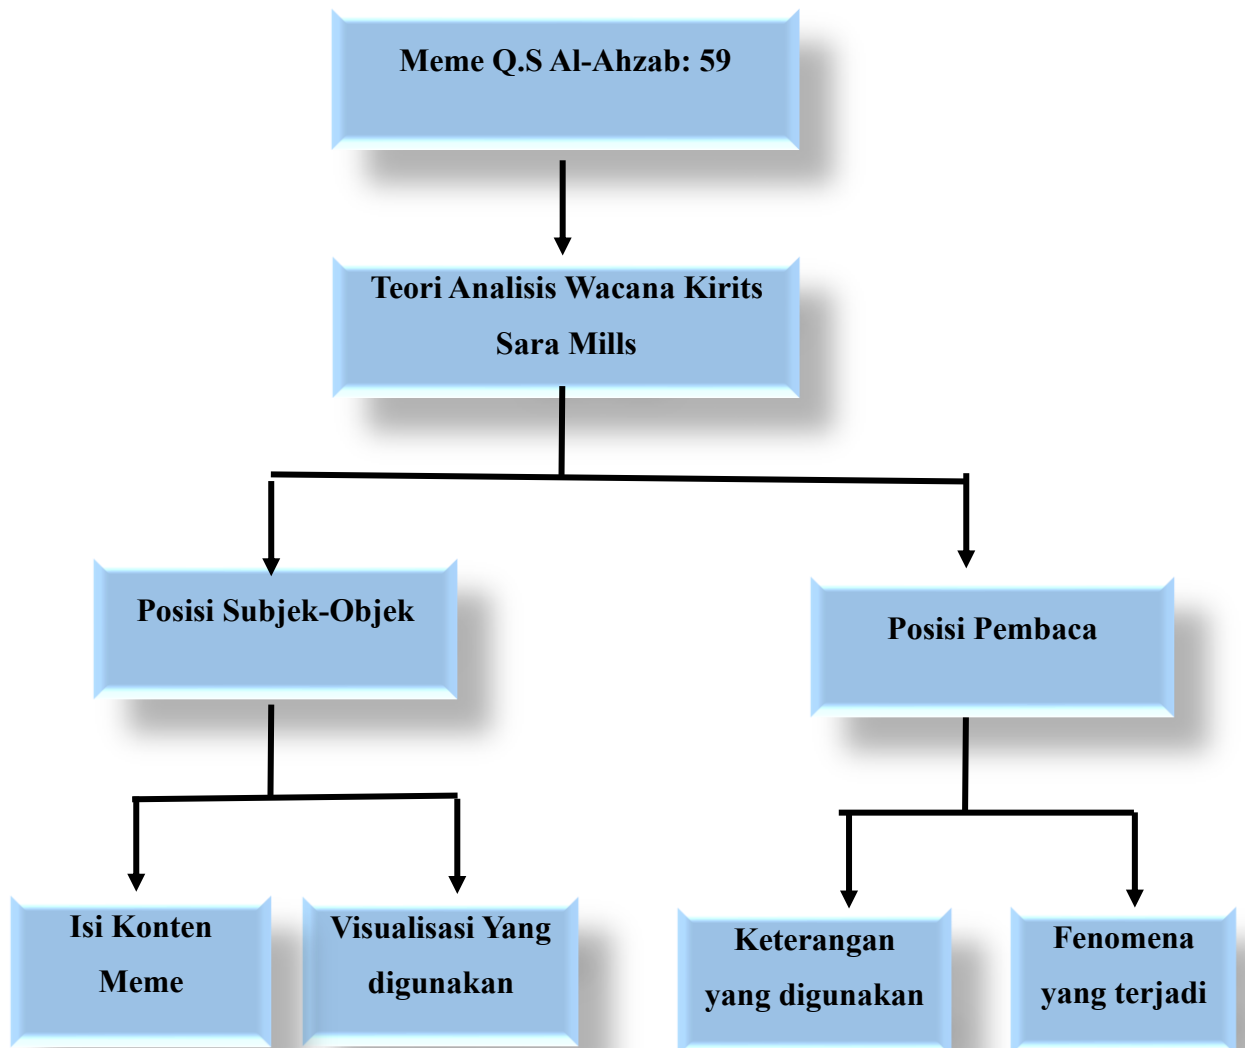 Meme Q.S Al-Ahzab: 59
Teori Analisis Wacana Kirits
Sara Mills
Posisi Subjek-Objek
Posisi Pembaca
Isi Konten
Meme
Visualisasi Yang
digunakan
Keterangan
yang digunakan
Fenomena
yang terjadi